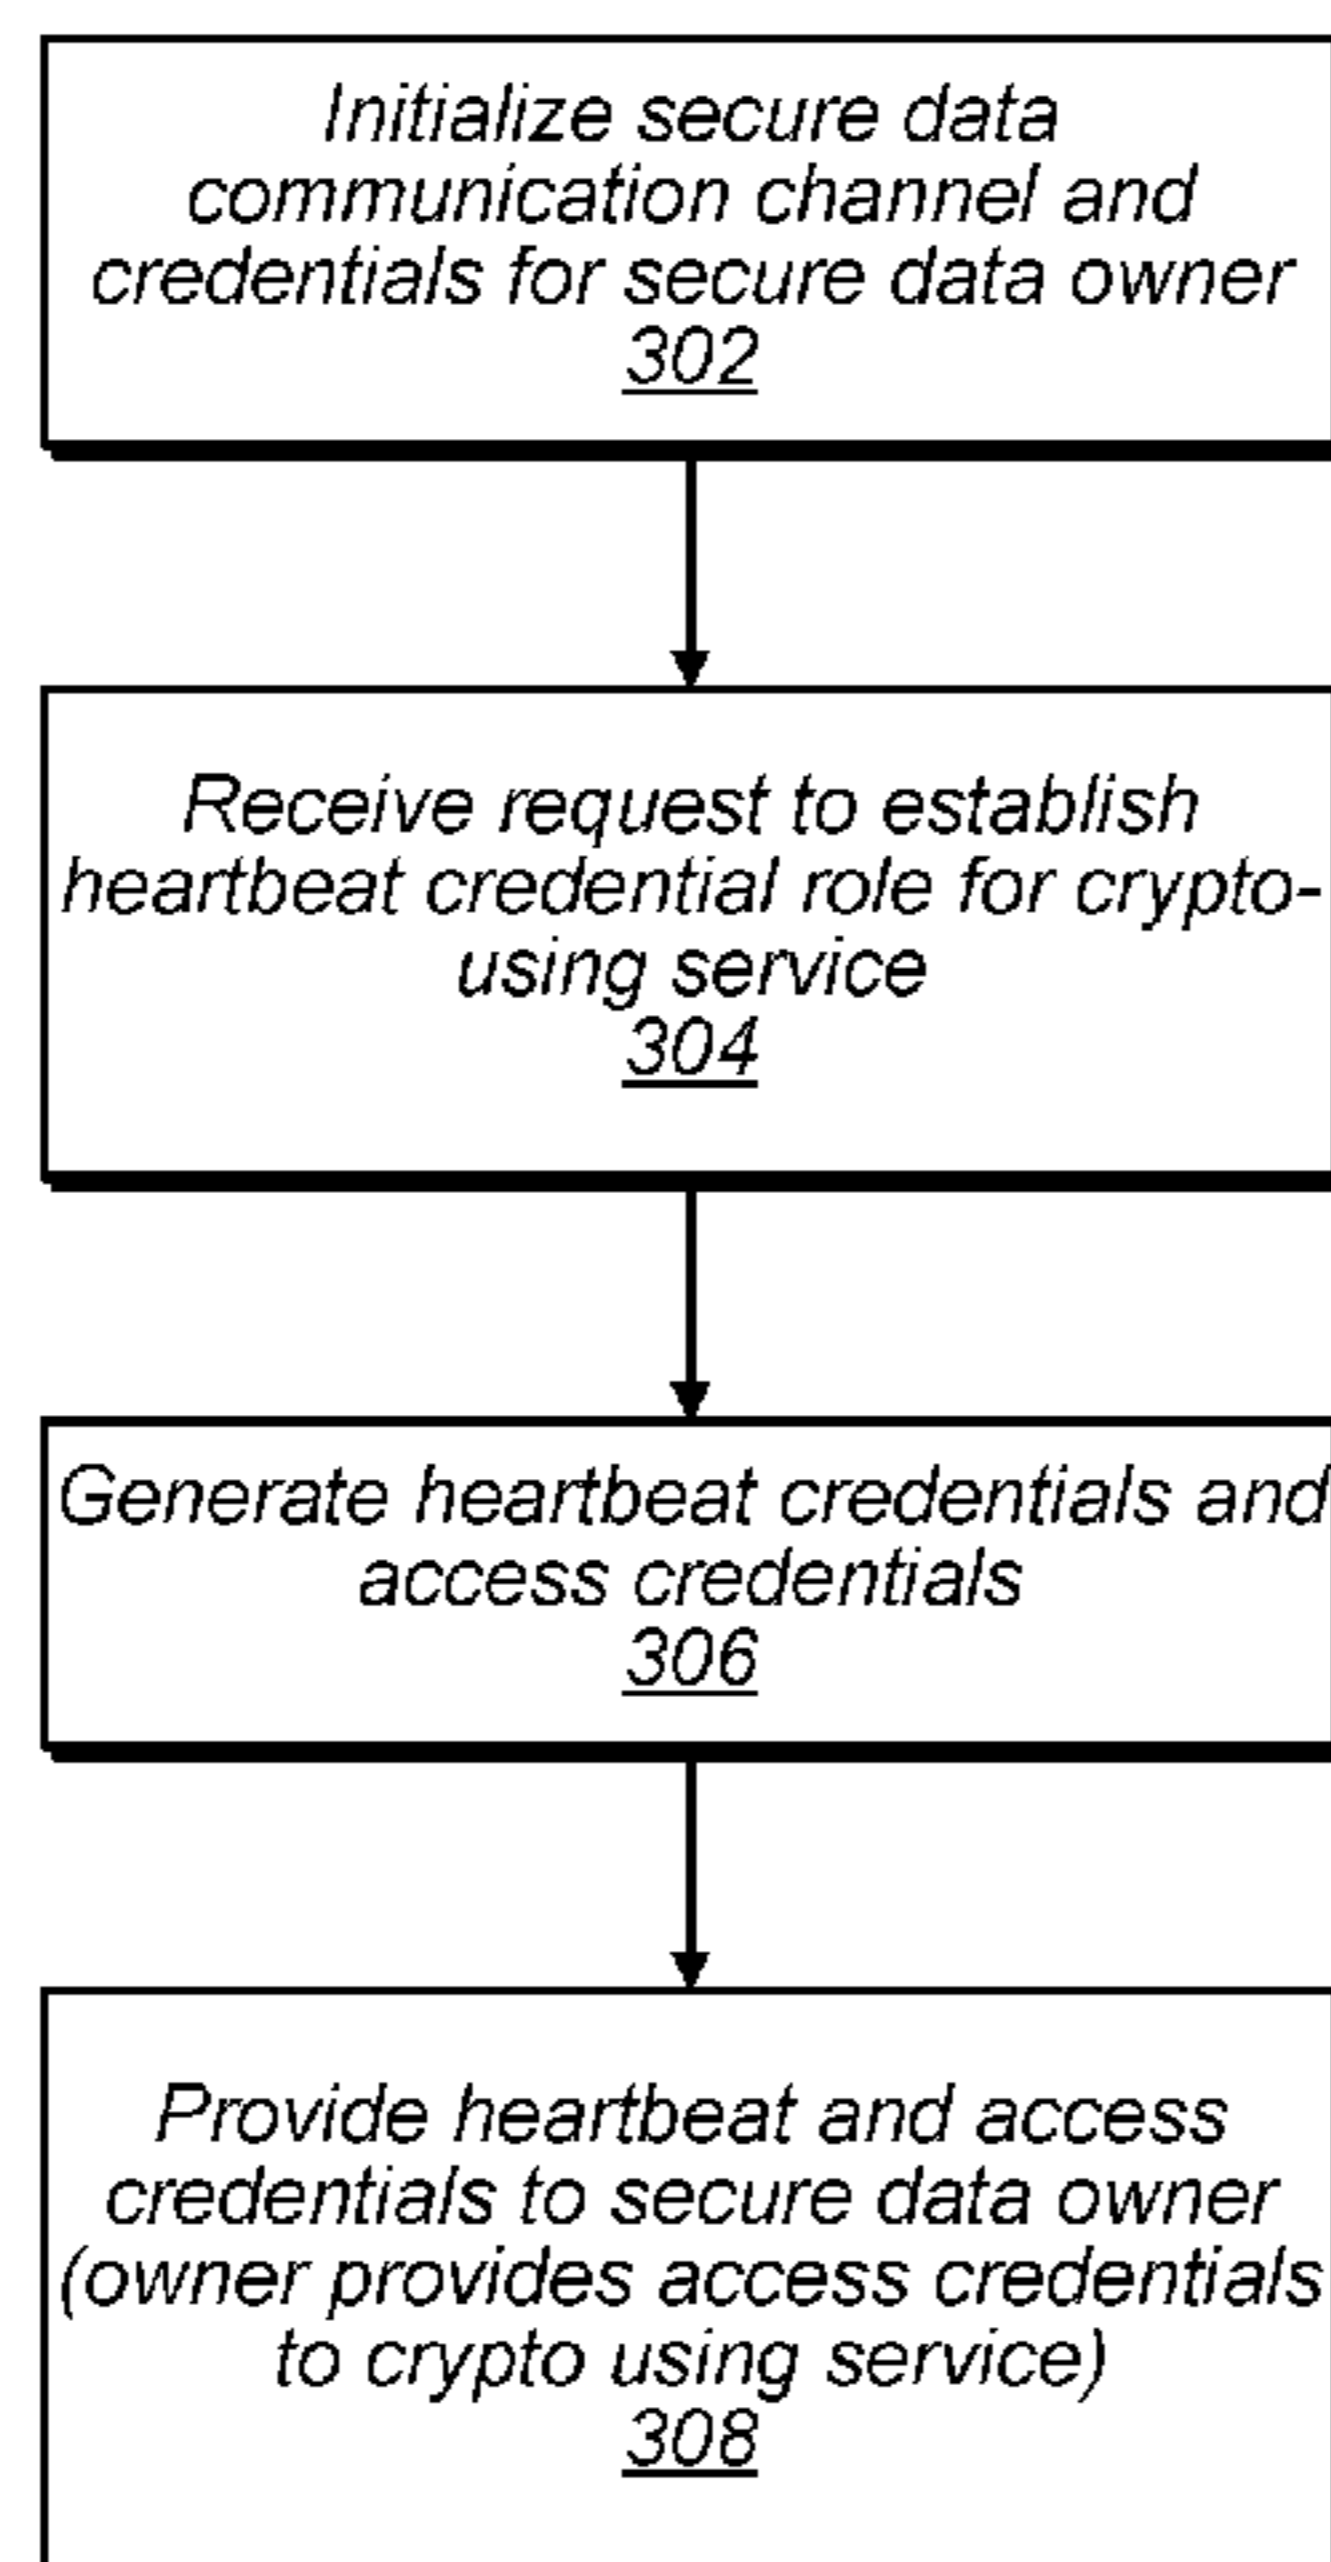 Initialize secure data
communication channel and
credentials for secure data owner
302
Receive request to establish
heartbeat credential role for crypto-
using service
304
Generate heartbeat credentials and
access credentials
306
Provide heartbeat and access
credentials to secure data owner
(owner provides access credentials
to crypto using service)
308